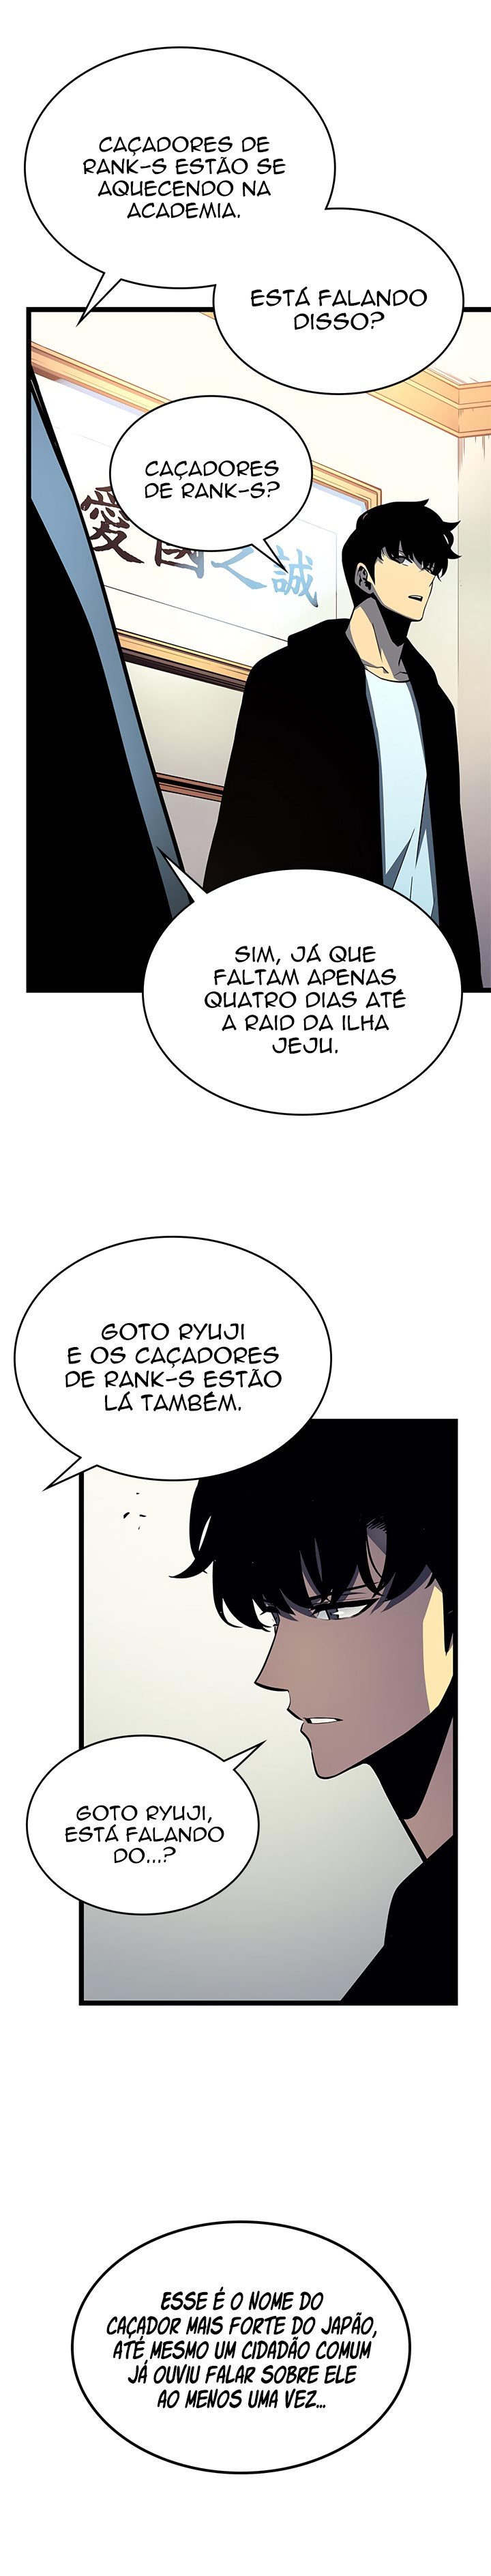 CAÇADORES DE
RANK-S ESTÃO SE
AQUECENDO NA
ACADEMIA.
ESTÁ FALANDO
DISSO?
CAÇADORES
DE RANK-S?
愛國之誠
SIM, JÁ QUE
FALTAM APENAS
QUATRO DIAS ATÉ
A RAID DA ILHA
JEJU.
GOTO RYUJI
E OS CAÇADORES
DE RANK-S ESTÃO
LÁ TAMBÉM.
GOTO RYUJI,
ESTÁ FALANDO
DO...?
ESSE É O NOME DO
CAÇADOR MAIS FORTE DO JAPÃO,
ATÉ MESMO UM CIDADÃO COMUM
JÁ OUVIU FALAR SOBRE ELE
AO MENOS UMA VEZ...